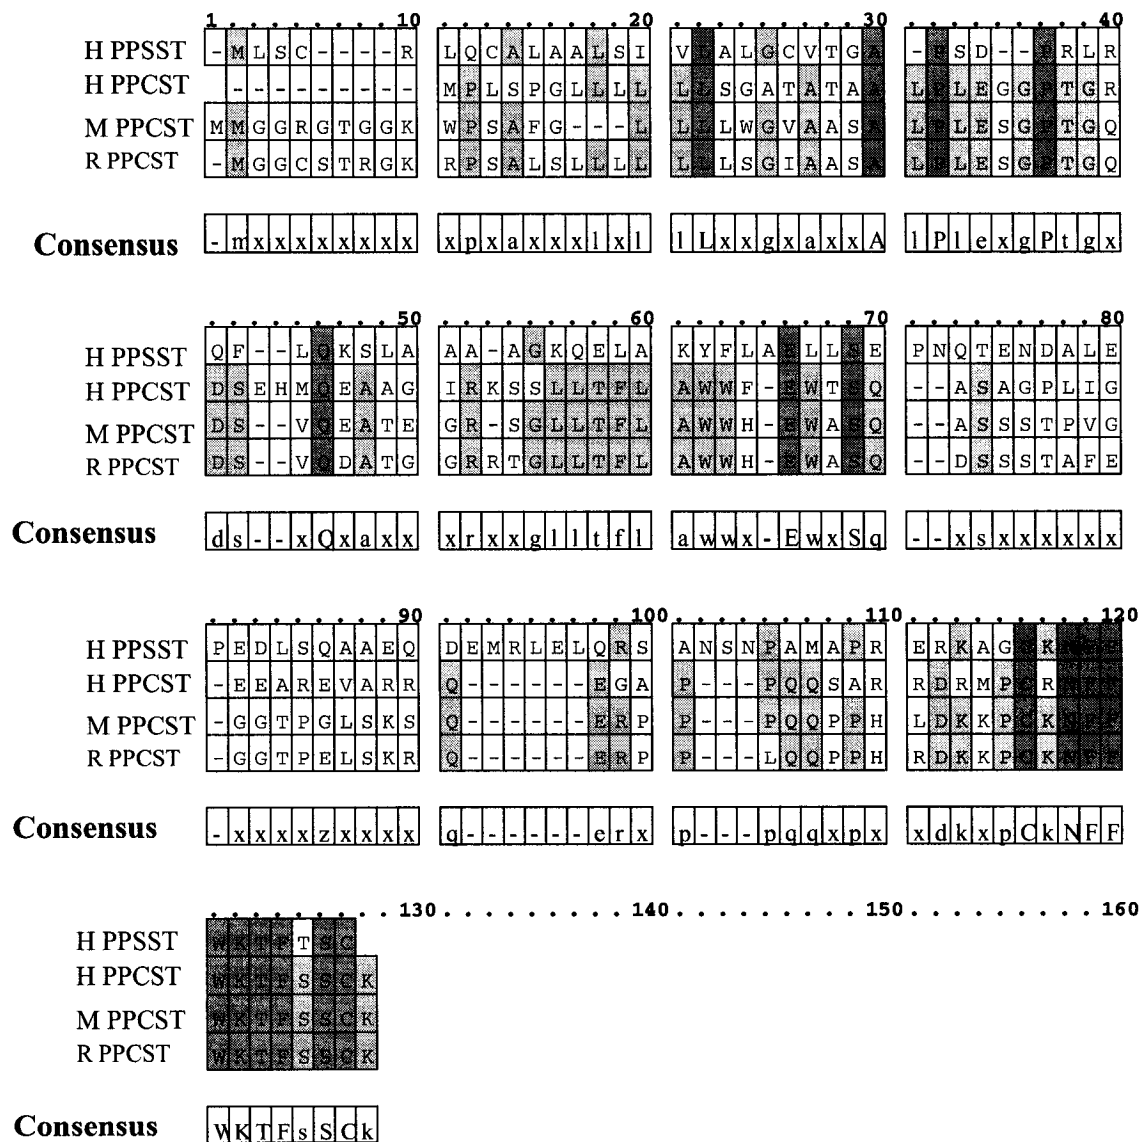 1 . . . . . . . . 10 . . . . . . . . . 20 . . . . . . . . . 30 . . . . . . . . . 40
H PPSST - M L S C - - - - R L Q C A L A A L S I V L A L G C V T G A - P S D - - P R L R
H PPCST - - - - - - - - - - M P L S P G L L L L L L S G A T A T A A L P L E G G P T G R
M PPCST M M G G R G T G G K W P S A F G - - - L L L L W G V A A S A L P L E S G P T G Q
R PPCST - M G G C S T R G K R P S A L S L L L L L L L S G I A A S A L P L E S G P T G Q
Consensus - m x x x x x x x x x p x a x x x l x l l L x x g x a x x A l P l e x g P t g x
. . . . . . . . . 50 . . . . . . . . . 60 . . . . . . . . . 70 . . . . . . . . . 80
H PPSST Q F - - L Q K S L A A A - A G K Q E L A K Y F L A E L L S E P N Q T E N D A L E
H PPCST D S E H M Q E A A G I R K S S L L T F L A W W F - E W T S Q - - A S A G P L I G
M PPCST D S - - V Q E A T E G R - S G L L T F L A W W H - E W A S Q - - A S S S T P V G
R PPCST D S - - V Q D A T G G R R T G L L T F L A W W H - E W A S Q - - D S S S T A F E
Consensus d s - - x Q x a x x x r x x g l l t f l a w w x - E w x S q - - x s x x x x x x
. . . . . . . . . 90 . . . . . . . . . 100 . . . . . . . . . 110 . . . . . . . . . 120
H PPSST P E D L S Q A A E Q D E M R L E L Q R S A N S N P A M A P R E R K A G C K N F F
H PPCST - E E A R E V A R R Q - - - - - - E G A P - - - P Q Q S A R R D R M P C R N F F
M PPCST - G G T P G L S K S Q - - - - - - E R P P - - - P Q Q P P H L D K K P C K N F F
R PPCST - G G T P E L S K R Q - - - - - - E R P P - - - L Q Q P P H R D K K P C K N F F
Consensus - x x x x z x x x x q - - - - - - e r x p - - - p q q x p x x d k x p C k N F F
. . . . . . . . . 130 . . . . . . . . . 140 . . . . . . . . . 150 . . . . . . . . . 160
H PPSST W K T F T S C
H PPCST W K T F S S C K
M PPCST W K T F S S C K
R PPCST W K T F S S C K
Consensus W K T F s S C k